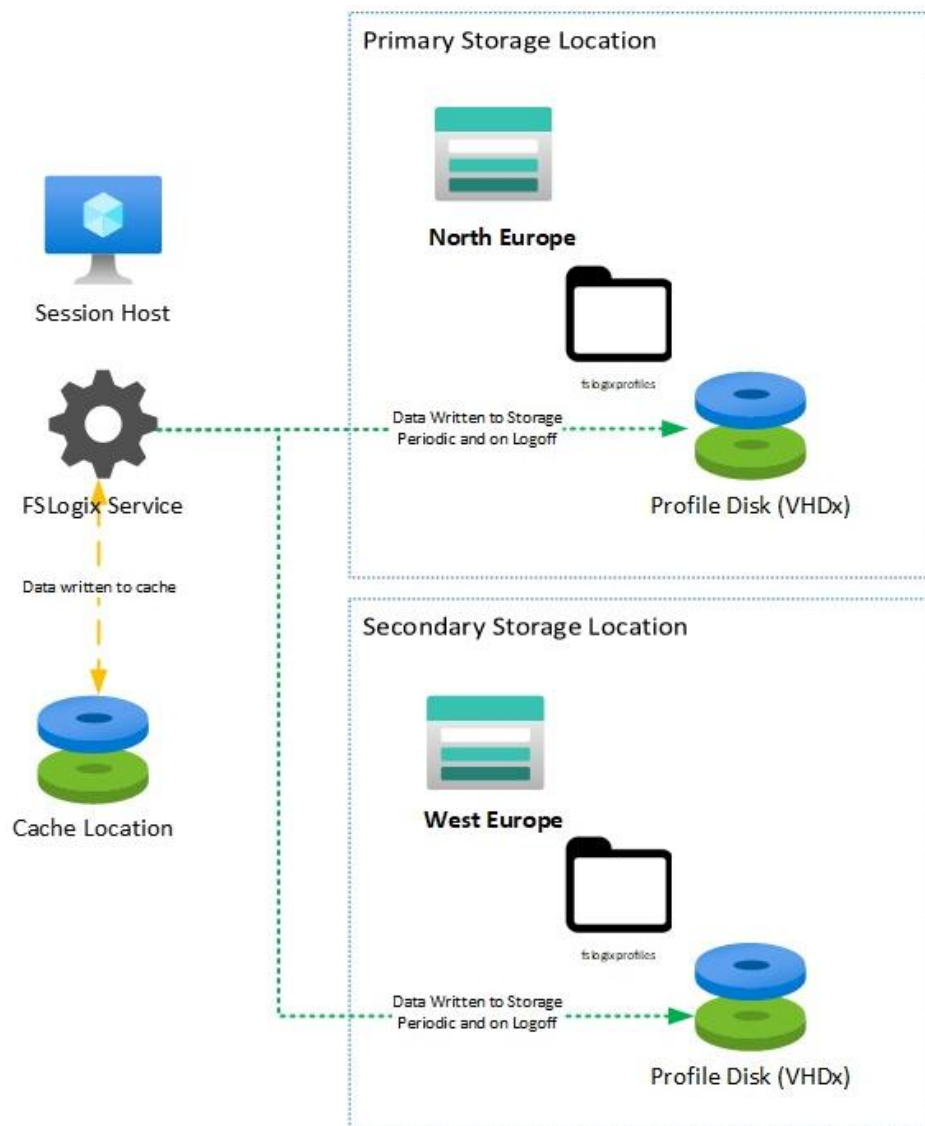 Primary Storage Location
North Europe
Session Host
fslogixprofiles
Data Written to Storage
Periodic and on Logoff
FSLogix Service
Profile Disk (VHDx)
Data written to cache
Secondary Storage Location
Cache Location
West Europe
fslogixprofiles
Data Written to Storage
Periodic and on Logoff
Profile Disk (VHDx)